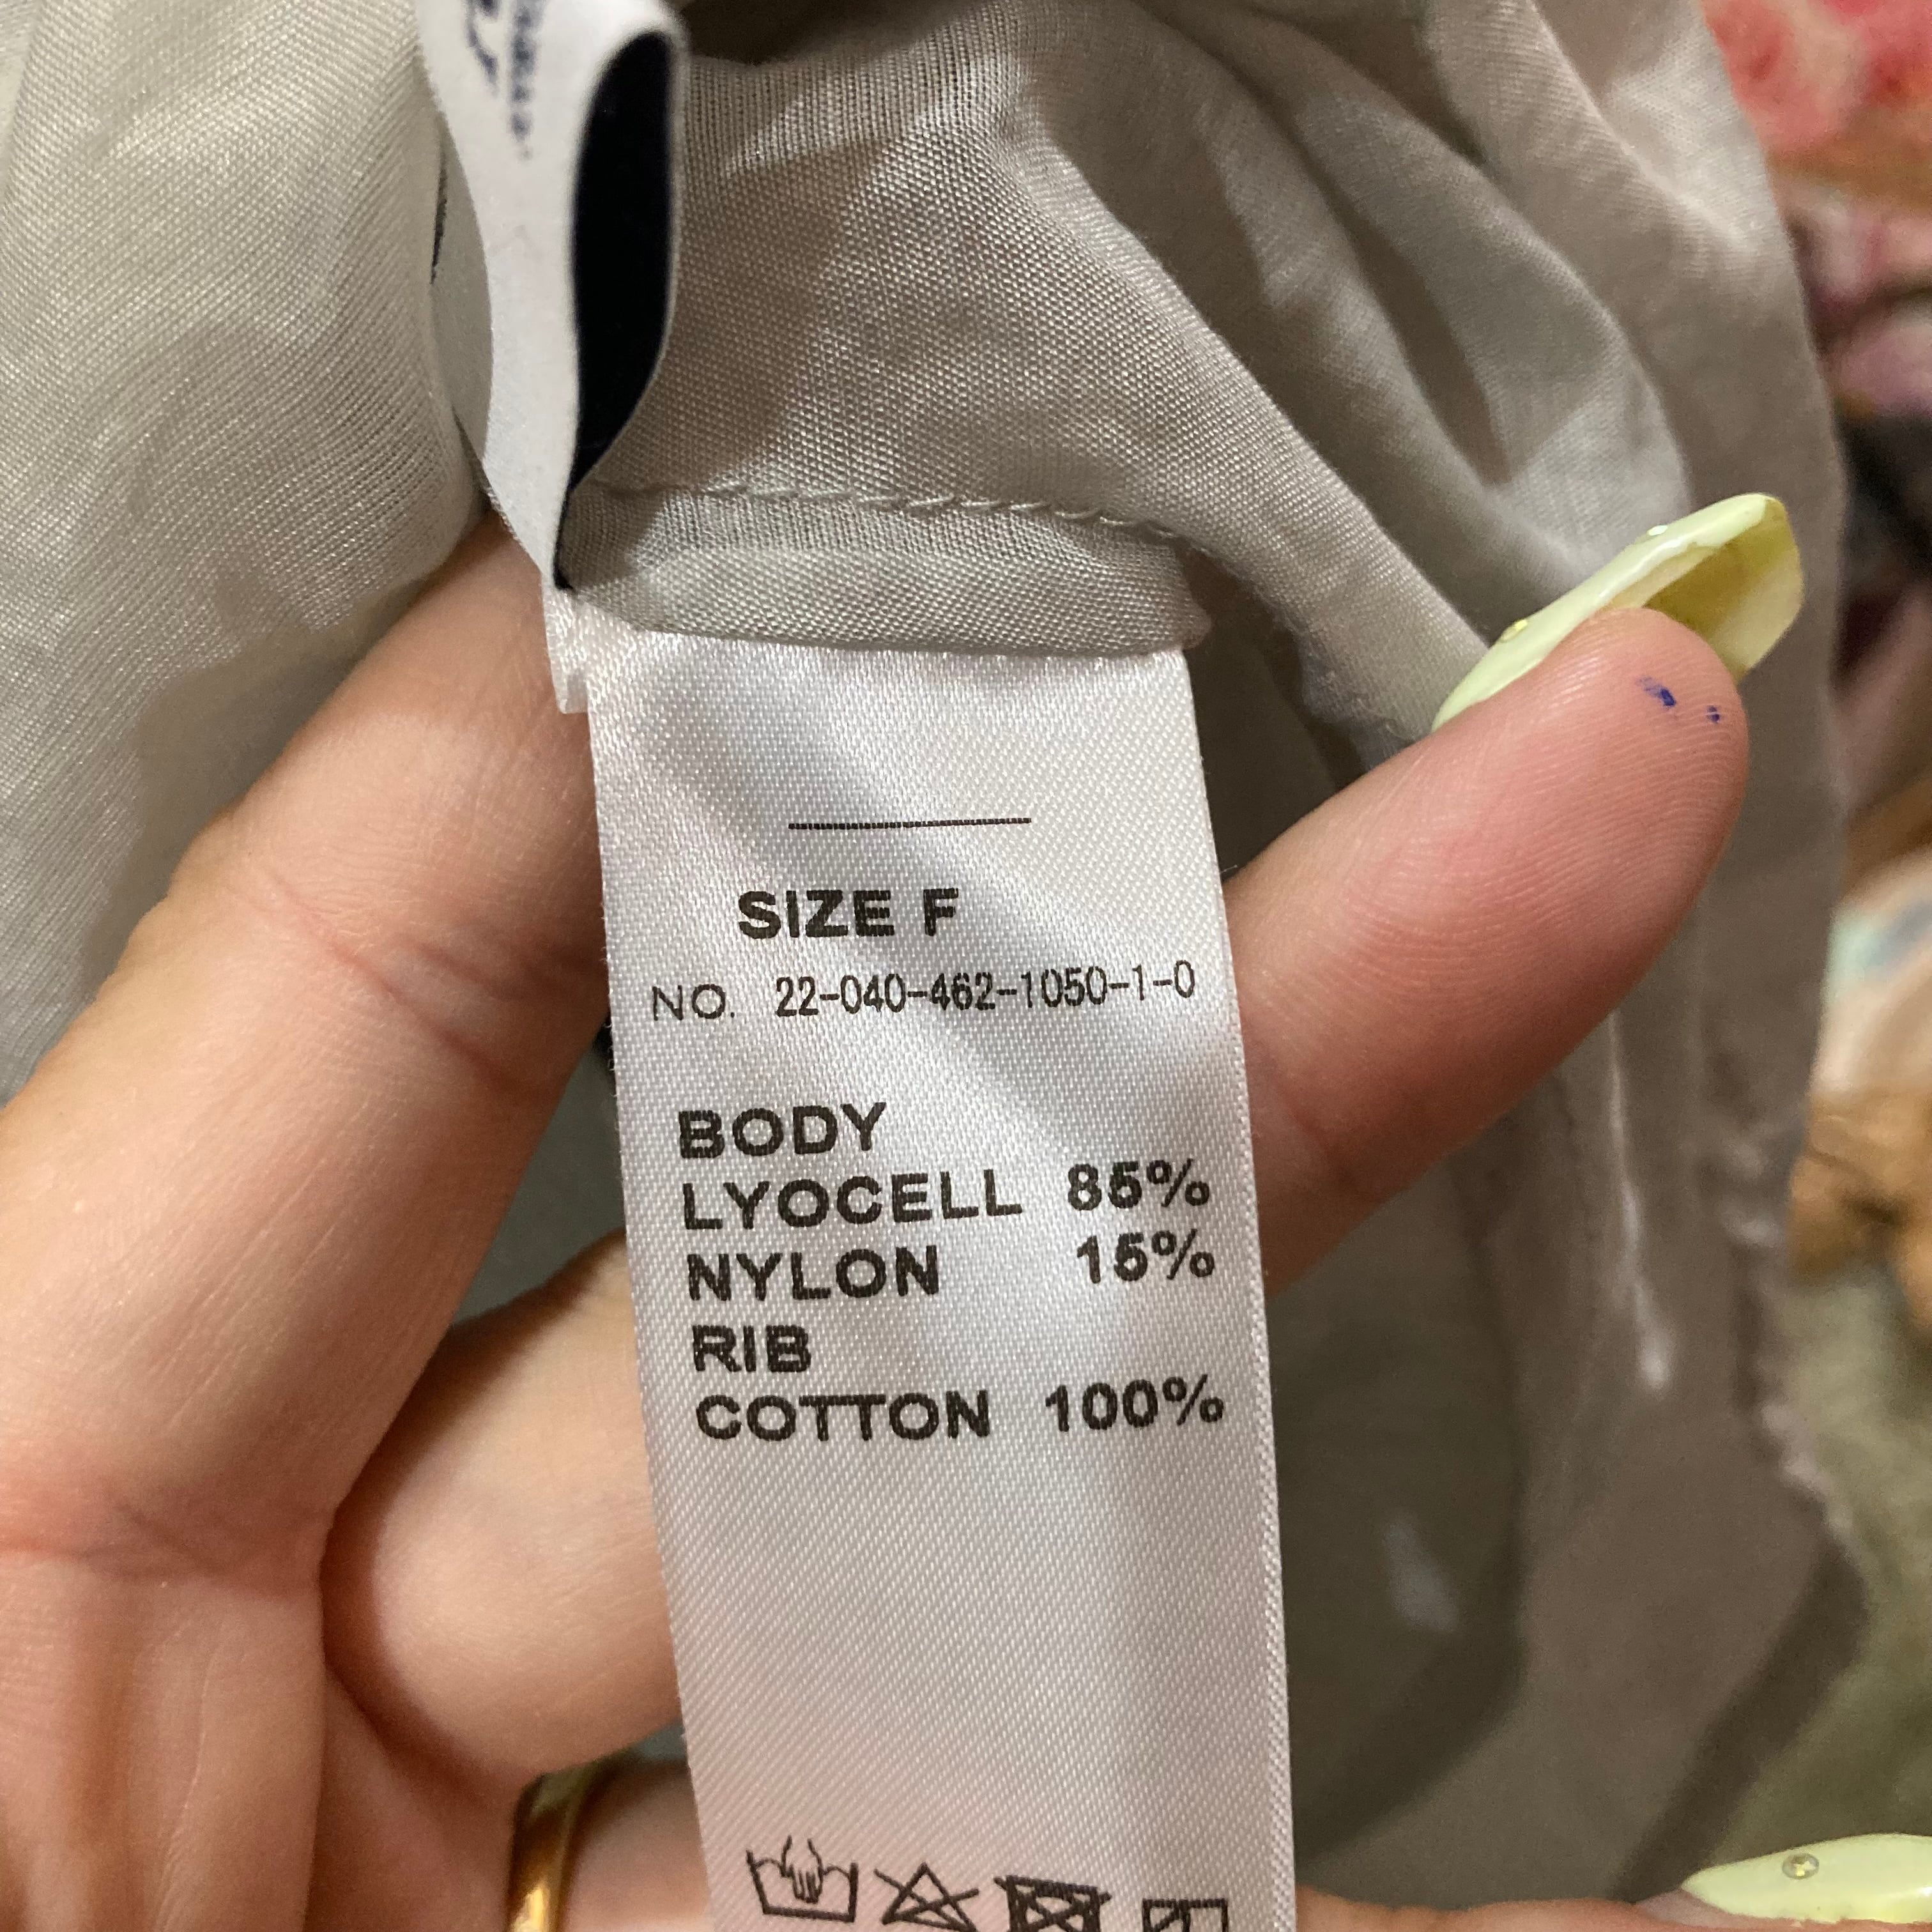 SIZE F
NO. 22-040-462-1050-1-0
BODY
LYOCELL 85%
NYLON 15%
RIB
COTTON 100%